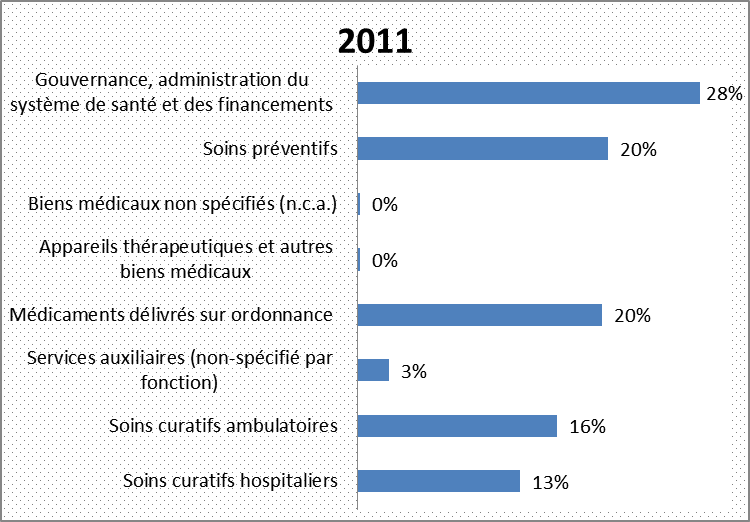 2011
Gouvernance, administration du
système de santé et des financements
28%
Soins préventifs
20%
Biens médicaux non spécifiés (n.c.a.)
0%
Appareils thérapeutiques et autres
biens médicaux
0%
Médicaments délivrés sur ordonnance
20%
Services auxiliaires (non-spécifié par
fonction)
3%
Soins curatifs ambulatoires
16%
Soins curatifs hospitaliers
13%